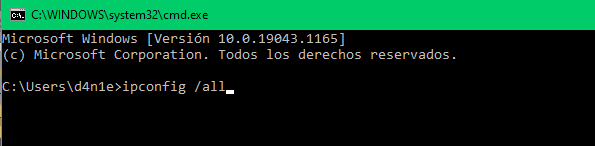 C:\WINDOWS\system32\cmd.exe
Microsoft Windows [Versión 10.0.19043.1165]
(c) Microsoft Corporation. Todos los derechos reservados.
C:\Users\d4n1e>ipconfig /all